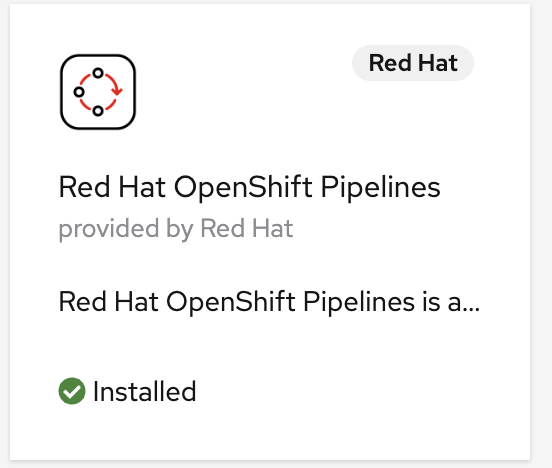 Red Hat
Red Hat OpenShift Pipelines
provided by Red Hat
Red Hat OpenShift Pipelines is a...
Installed